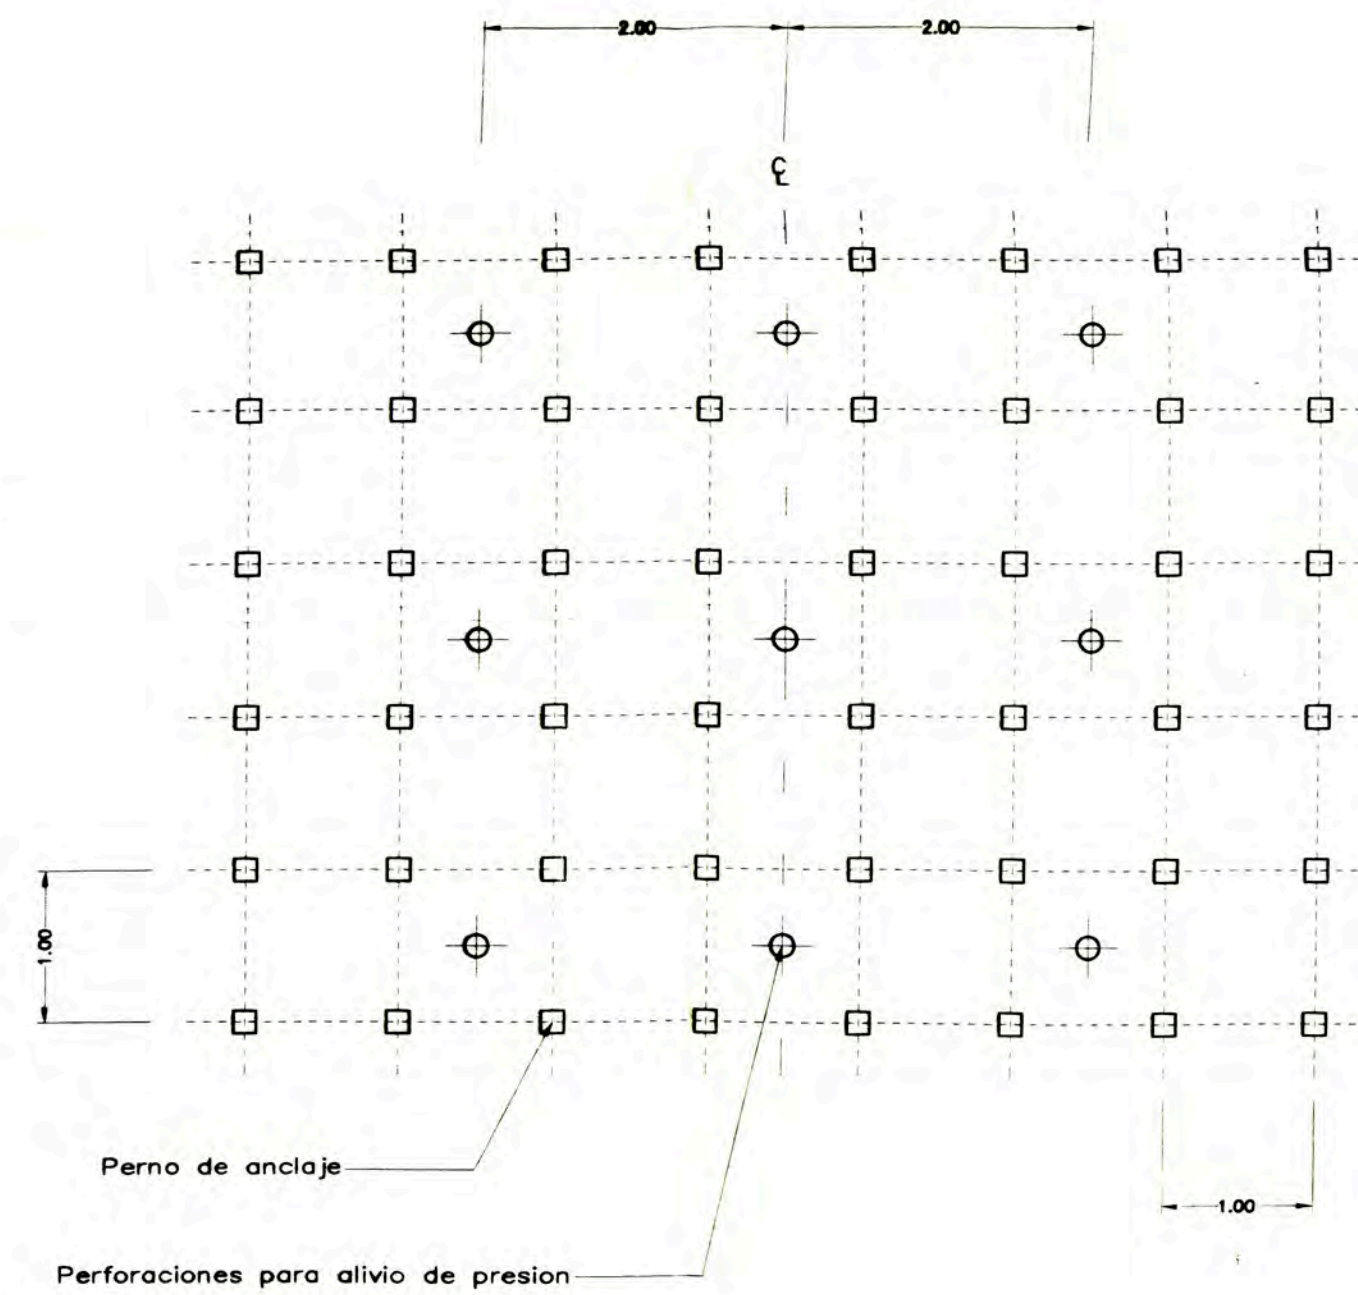 2.00 2.00
℄
1.00
Perno de anclaje
1.00
Perforaciones para alivio de presion